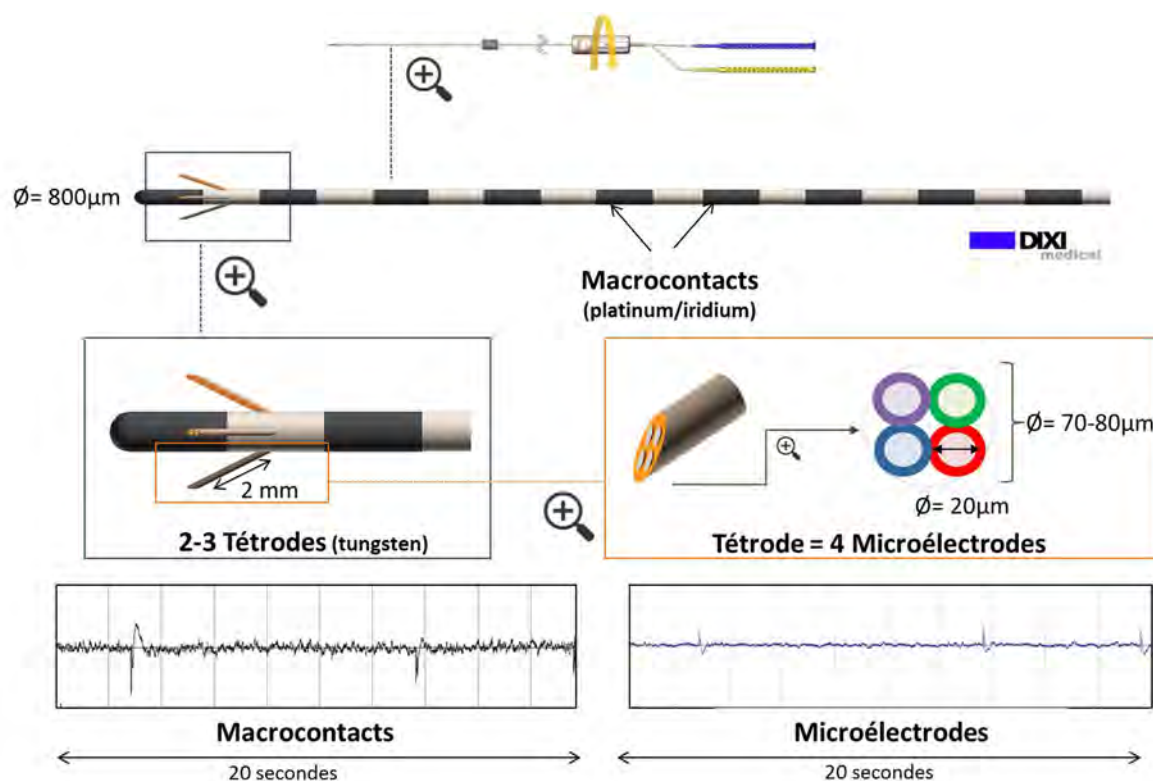 Ø= 800µm
DIXI
medical
Macrocontacts
(platinum/iridium)
2 mm
2-3 Tétrodes (tungsten)
Ø= 70-80µm
Ø= 20µm
Tétrode = 4 Microélectrodes
Macrocontacts
20 secondes
Microélectrodes
20 secondes